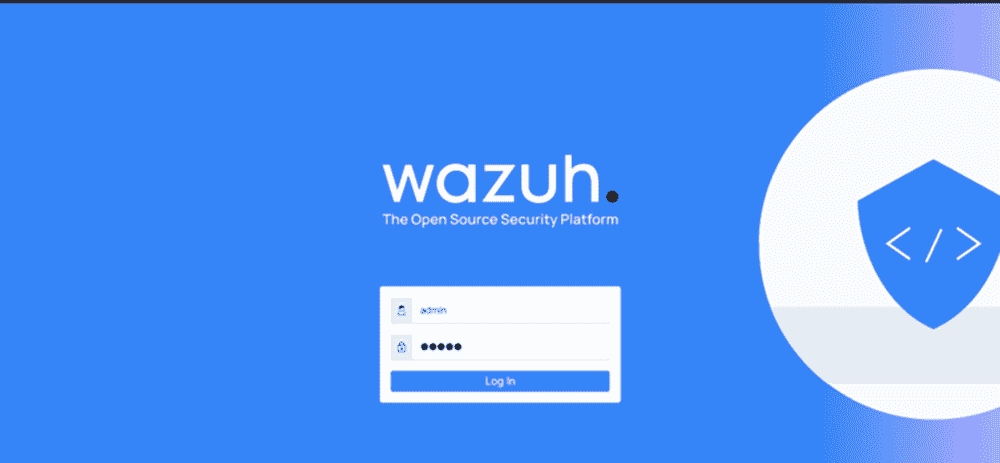 wazuh.
The Open Source Security Platform
</>
admin
●●●●●
Log In